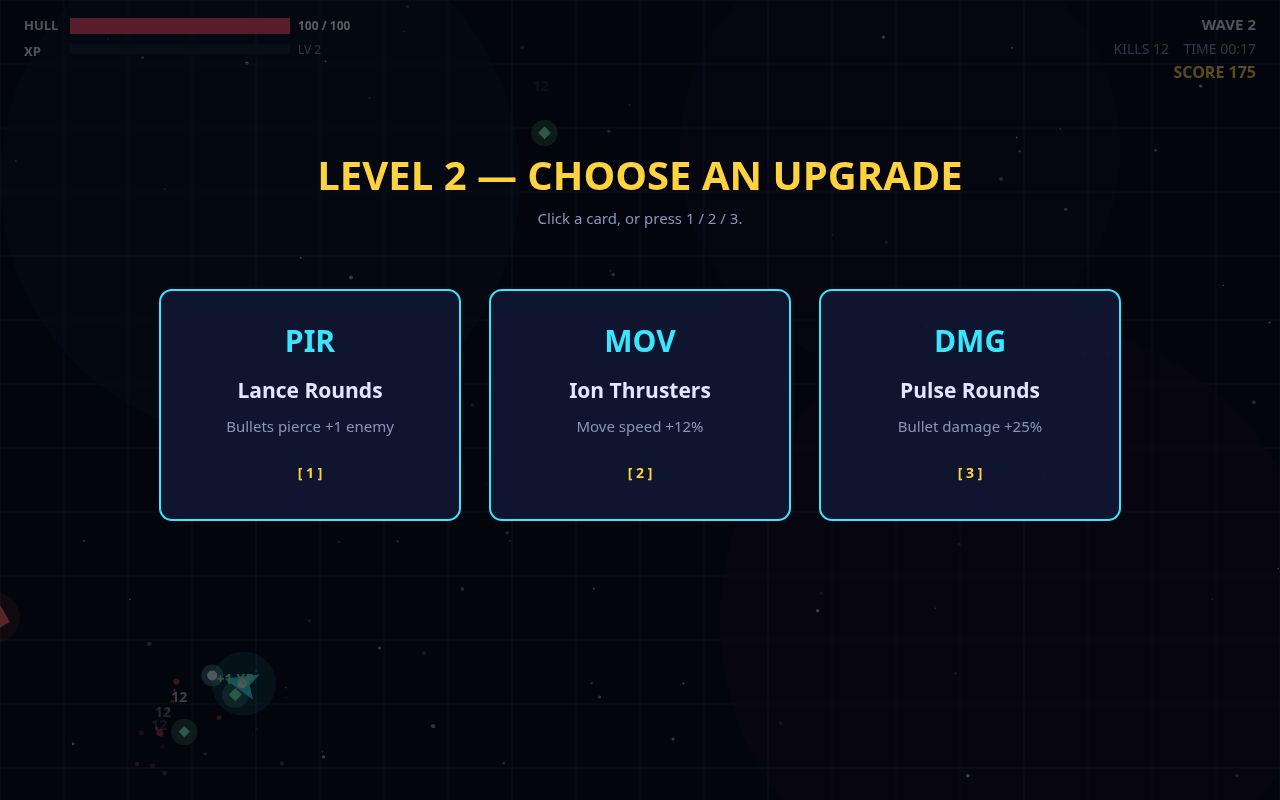 HULL 100 / 100
XP LV 2
WAVE 2
KILLS 12 TIME 00:17
SCORE 175
12
LEVEL 2 — CHOOSE AN UPGRADE
Click a card, or press 1 / 2 / 3.
PIR
Lance Rounds
Bullets pierce +1 enemy
[ 1 ]
MOV
Ion Thrusters
Move speed +12%
[ 2 ]
DMG
Pulse Rounds
Bullet damage +25%
[ 3 ]
+1 XP
12
12
12